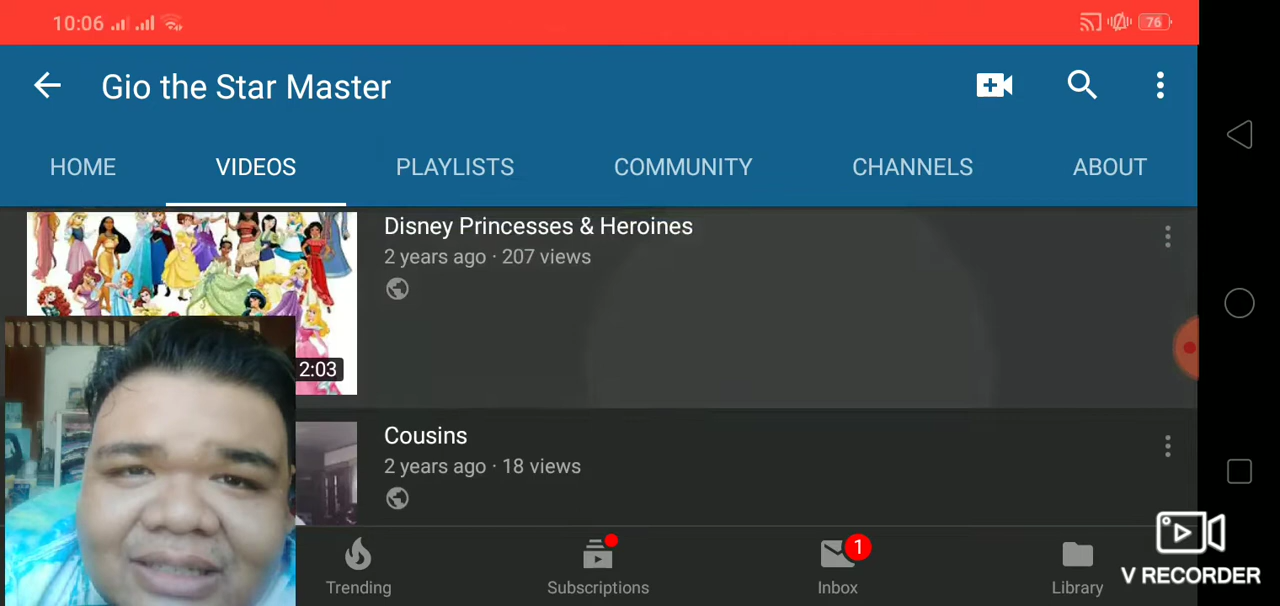 10:06
76
Gio the Star Master
HOME VIDEOS PLAYLISTS COMMUNITY CHANNELS ABOUT
Disney Princesses & Heroines
2 years ago · 207 views
2:03
Cousins
2 years ago · 18 views
1
Trending Subscriptions Inbox Library
V RECORDER